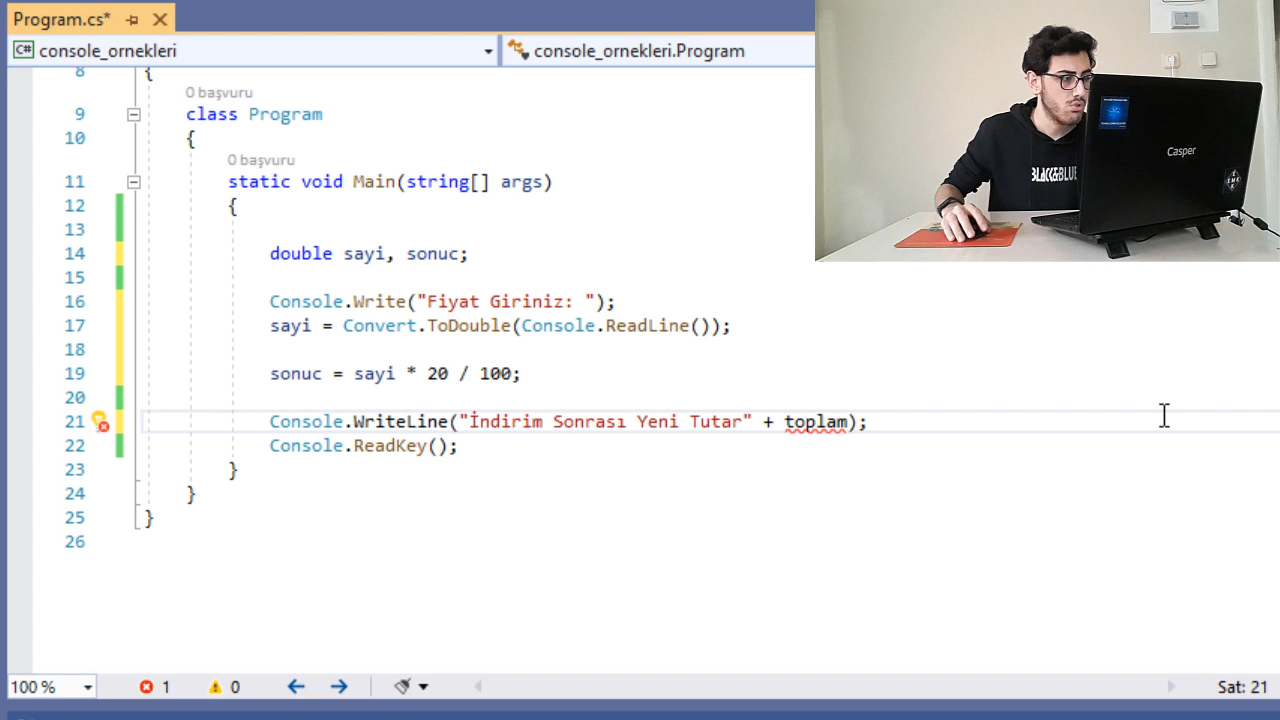 Program.cs*
console_ornekleri
console_ornekleri.Program
8 {
0 başvuru
9 class Program
10 {
0 başvuru
11 static void Main(string[] args)
12 {
13
14 double sayi, sonuc;
15
16 Console.Write("Fiyat Giriniz: ");
17 sayi = Convert.ToDouble(Console.ReadLine());
18
19 sonuc = sayi * 20 / 100;
20
21 Console.WriteLine("İndirim Sonrası Yeni Tutar" + toplam);
22 Console.ReadKey();
23 }
24 }
25 }
26
100 %
1
0
Sat: 21
Casper
BLACK&BLUE